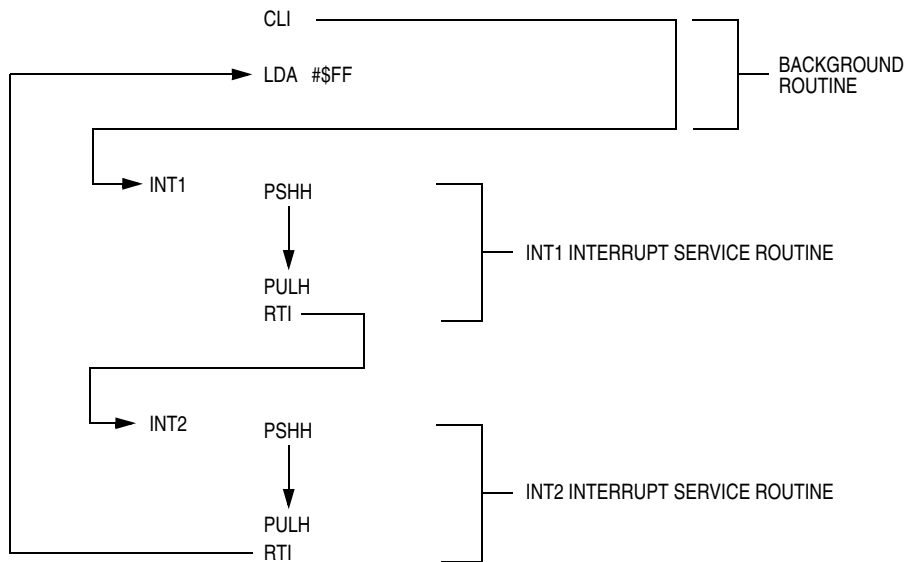 CLI
LDA #$FF
BACKGROUND
ROUTINE
INT1
PSHH
INT1 INTERRUPT SERVICE ROUTINE
PULH
RTI
INT2
PSHH
INT2 INTERRUPT SERVICE ROUTINE
PULH
RTI